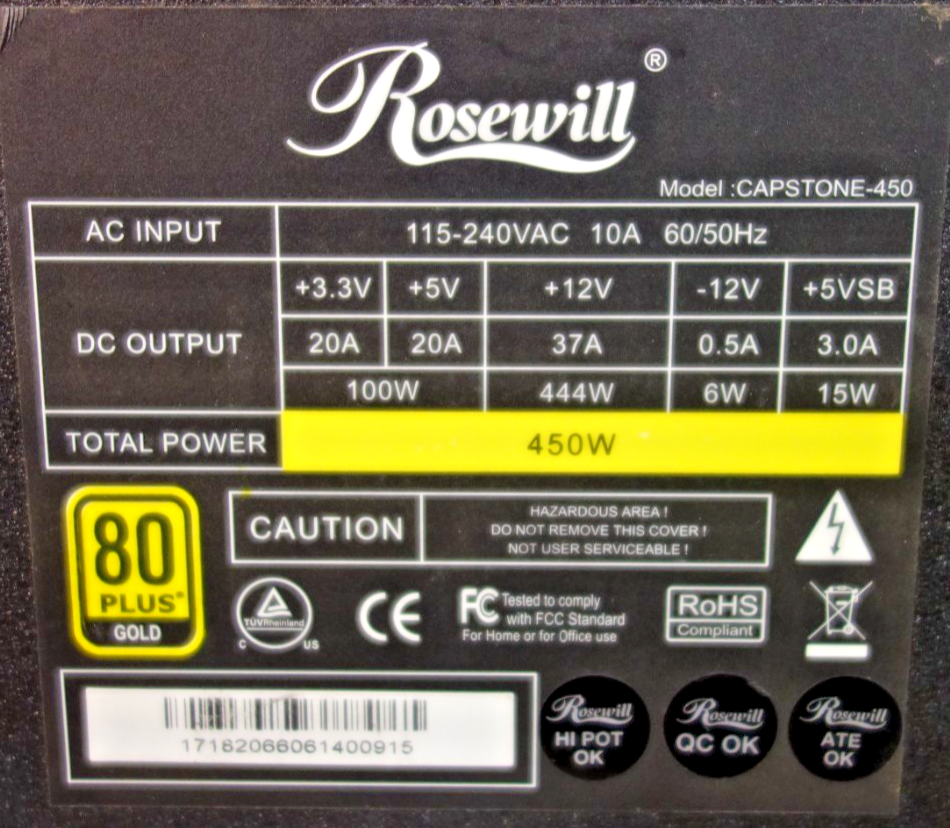 Rosewill®
Model :CAPSTONE-450
AC INPUT 115-240VAC 10A 60/50Hz
DC OUTPUT
+3.3V +5V +12V -12V +5VSB
20A 20A 37A 0.5A 3.0A
100W 444W 6W 15W
TOTAL POWER 450W
80
PLUS®
GOLD
CAUTION
HAZARDOUS AREA !
DO NOT REMOVE THIS COVER !
NOT USER SERVICEABLE !
TÜVRheinland
C US
CE
FC Tested to comply
with FCC Standard
For Home or for Office use
RoHS
Compliant
17162066061400915
Rosewill
HI POT
OK
Rosewill
QC OK
Rosewill
ATE
OK